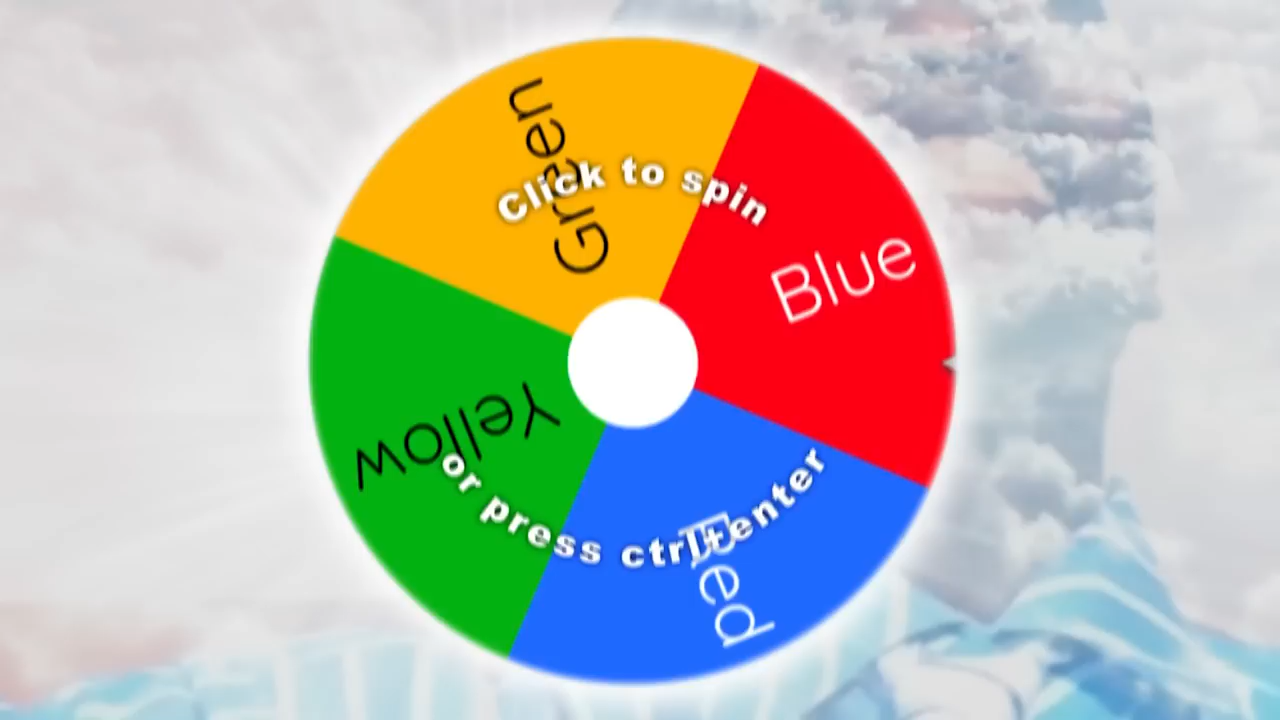 Green
Click to spin
Blue
Yellow
or press ctrl+enter
Red